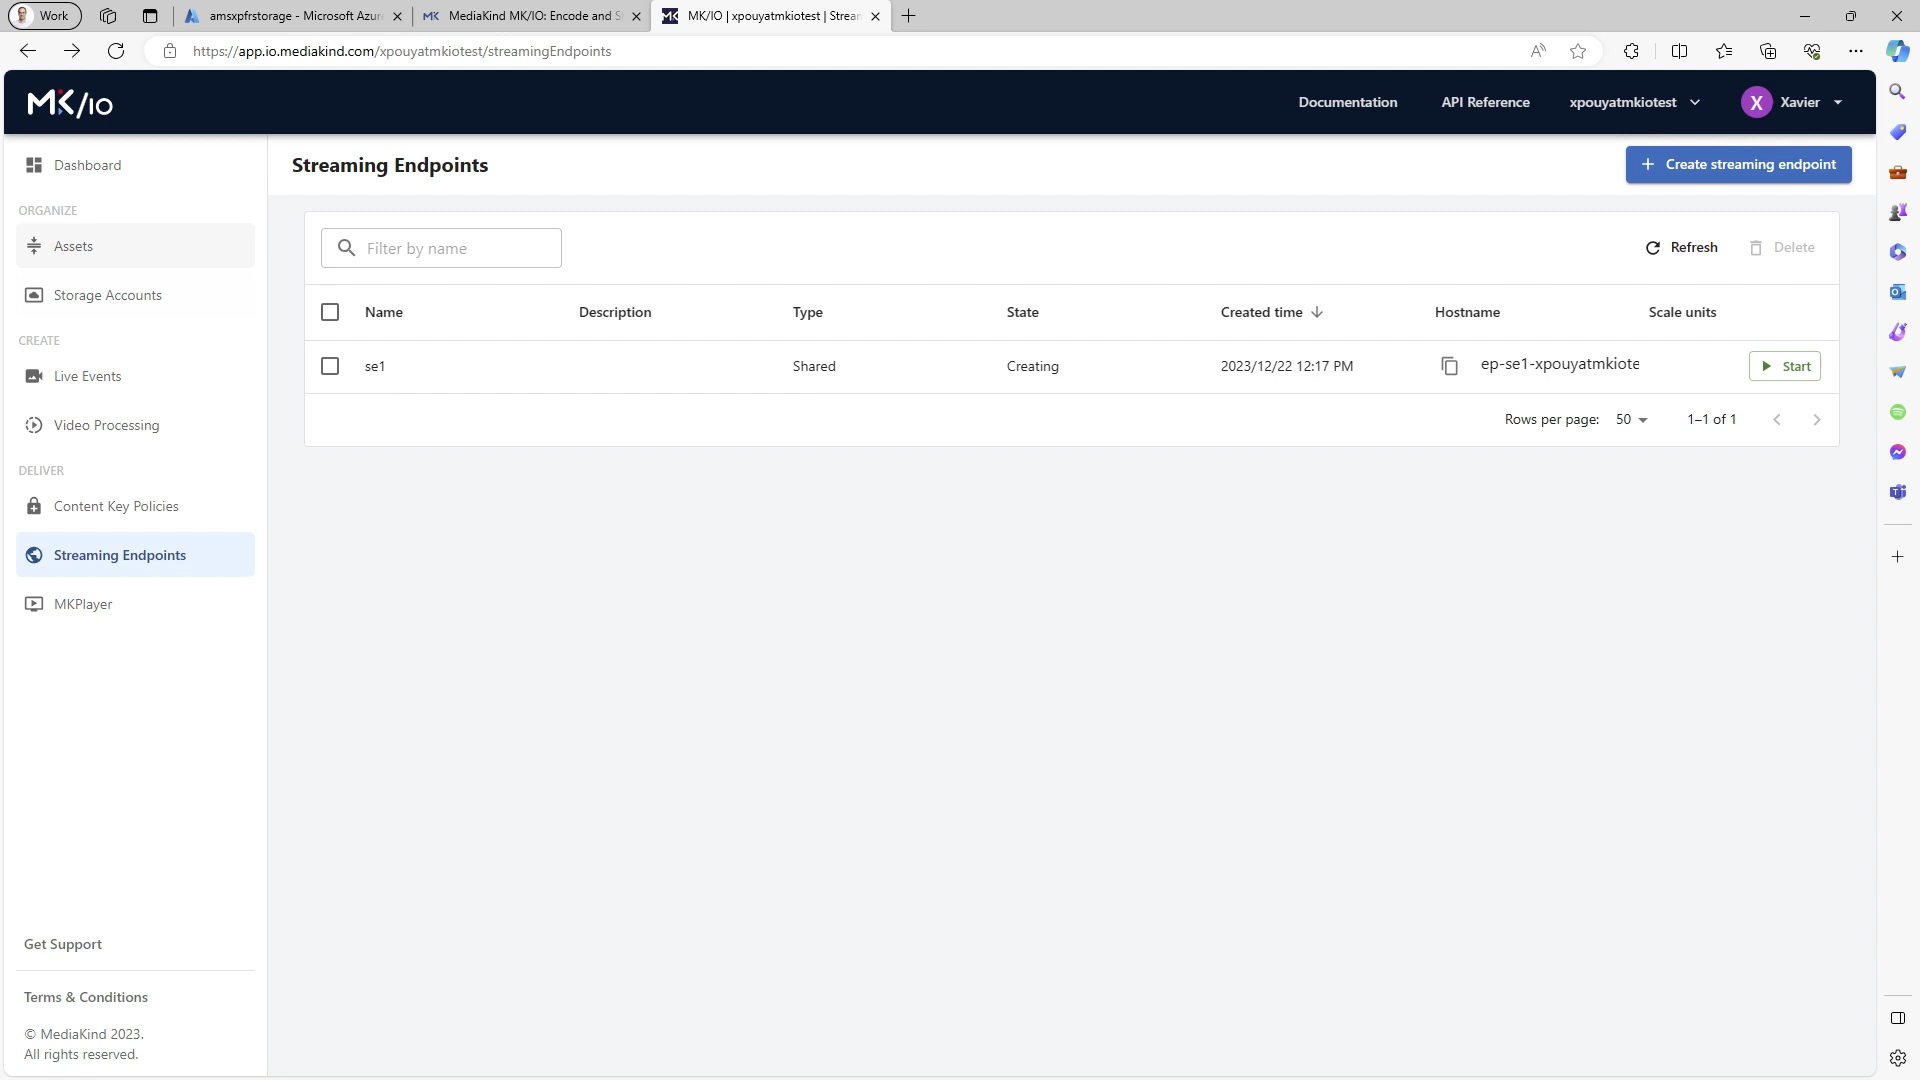 Work
amsxpfrstorage - Microsoft Azur
MediaKind MK/IO: Encode and S
MK/IO | xpouyatmkiotest | Strean
https://app.io.mediakind.com/xpouyatmkiotest/streamingEndpoints
MK/IO
Documentation
API Reference
xpouyatmkiotest
X
Xavier
Dashboard
ORGANIZE
Assets
Storage Accounts
CREATE
Live Events
Video Processing
DELIVER
Content Key Policies
Streaming Endpoints
MKPlayer
Get Support
Terms & Conditions
© MediaKind 2023.
All rights reserved.
Streaming Endpoints
Create streaming endpoint
Filter by name
Refresh
Delete
Name Description Type State Created time Hostname Scale units
se1 Shared Creating 2023/12/22 12:17 PM ep-se1-xpouyatmkiote Start
Rows per page: 50 1–1 of 1